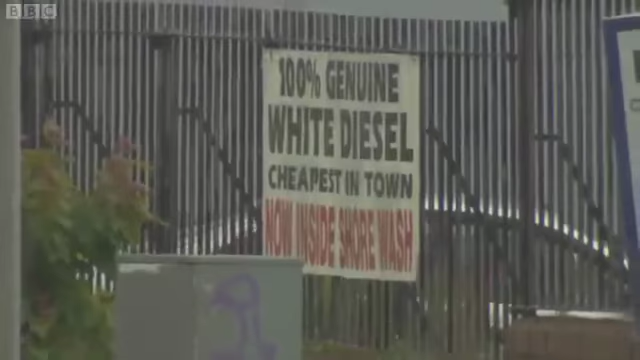 BBC
100% GENUINE
WHITE DIESEL
CHEAPEST IN TOWN
NOW INSIDE SHORE WASH